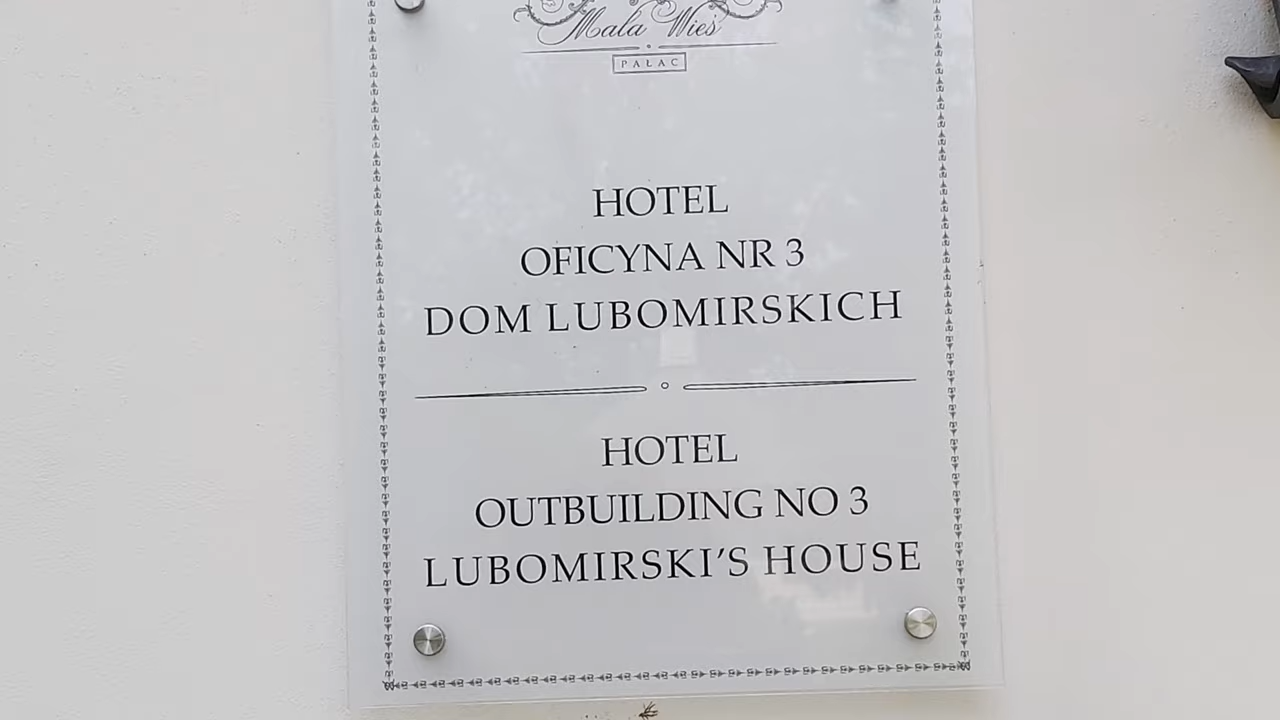 Mała Wieś
PAŁAC
HOTEL
OFICYNA NR 3
DOM LUBOMIRSKICH
HOTEL
OUTBUILDING NO 3
LUBOMIRSKI'S HOUSE